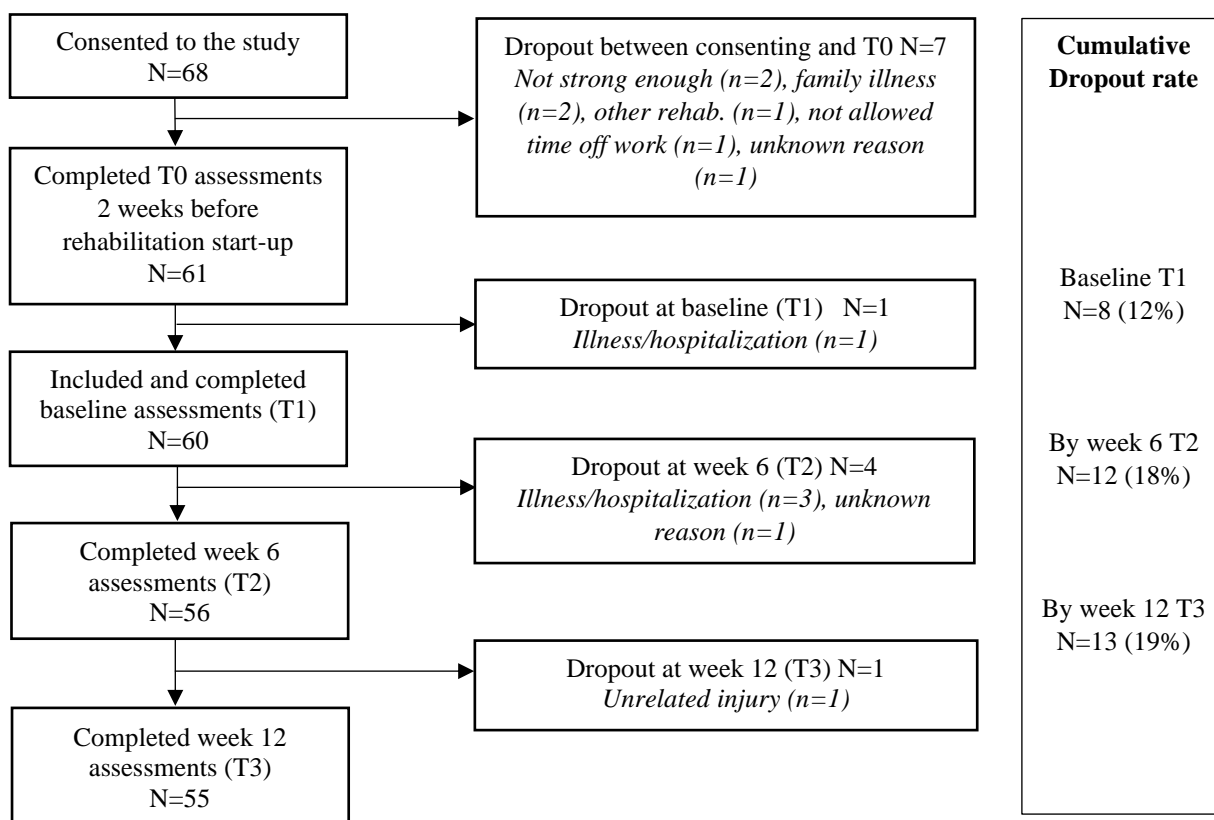 Consented to the study
N=68
Dropout between consenting and T0 N=7
Not strong enough (n=2), family illness
(n=2), other rehab. (n=1), not allowed
time off work (n=1), unknown reason
(n=1)
Completed T0 assessments
2 weeks before
rehabilitation start-up
N=61
Dropout at baseline (T1) N=1
Illness/hospitalization (n=1)
Included and completed
baseline assessments (T1)
N=60
Dropout at week 6 (T2) N=4
Illness/hospitalization (n=3), unknown
reason (n=1)
Completed week 6
assessments (T2)
N=56
Dropout at week 12 (T3) N=1
Unrelated injury (n=1)
Completed week 12
assessments (T3)
N=55
Cumulative
Dropout rate
Baseline T1
N=8 (12%)
By week 6 T2
N=12 (18%)
By week 12 T3
N=13 (19%)